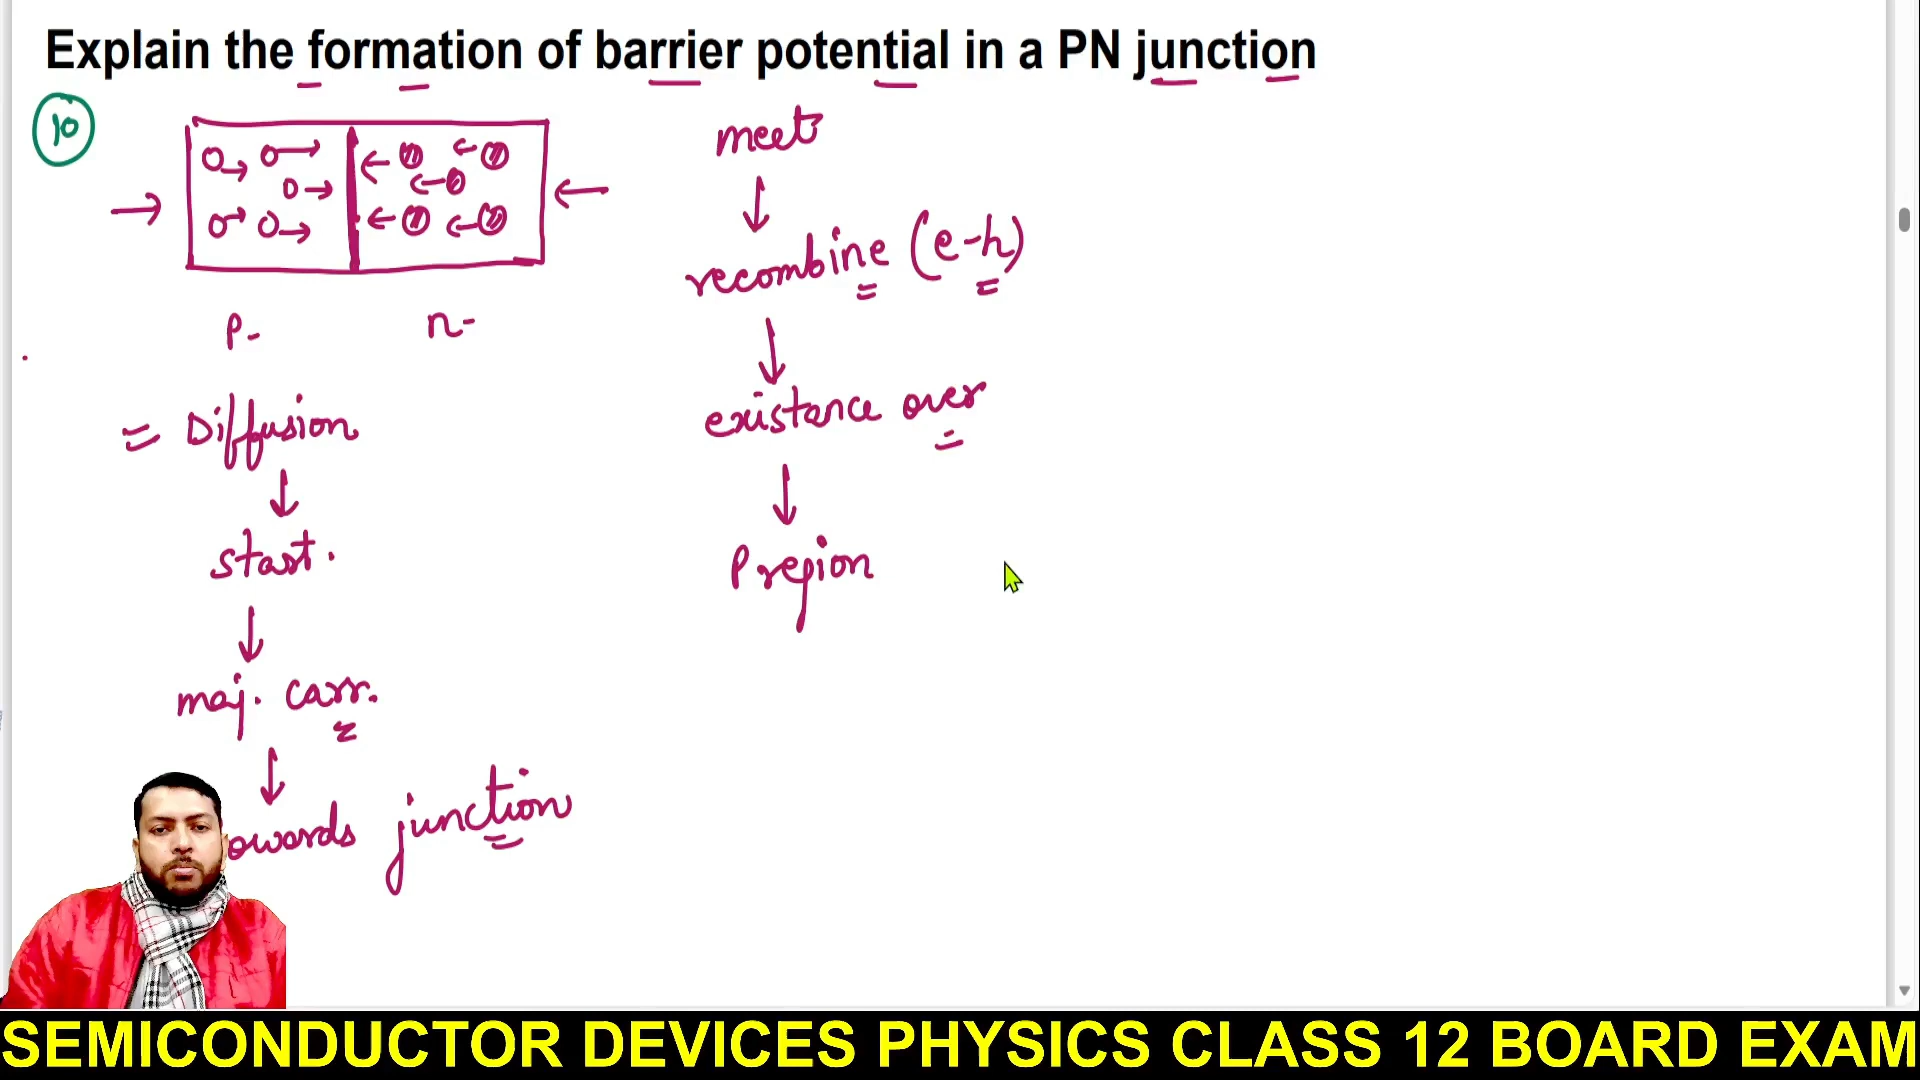 Explain the formation of barrier potential in a PN junction
10
P- n-
= Diffusion
↓
start.
↓
maj. carr.
↓
owards junction
meet
↓
recombine (e-h)
↓
existance over
↓
P region
SEMICONDUCTOR DEVICES PHYSICS CLASS 12 BOARD EXAM